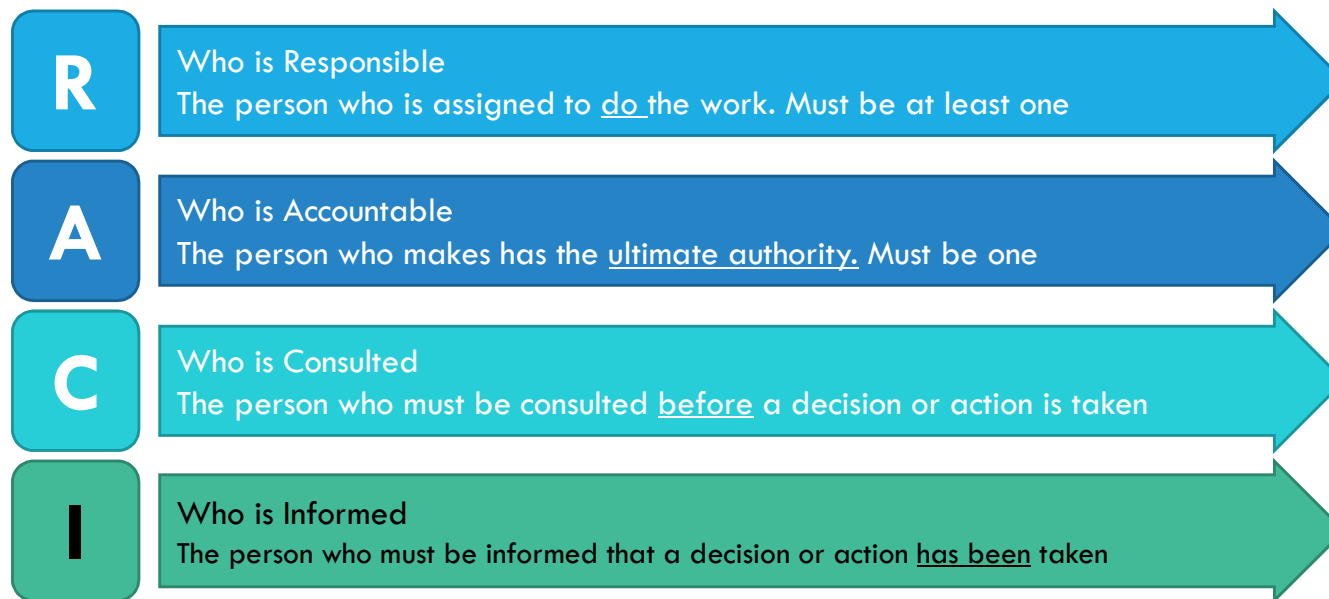 R
Who is Responsible
The person who is assigned to do the work. Must be at least one
A
Who is Accountable
The person who makes has the ultimate authority. Must be one
C
Who is Consulted
The person who must be consulted before a decision or action is taken
I
Who is Informed
The person who must be informed that a decision or action has been taken